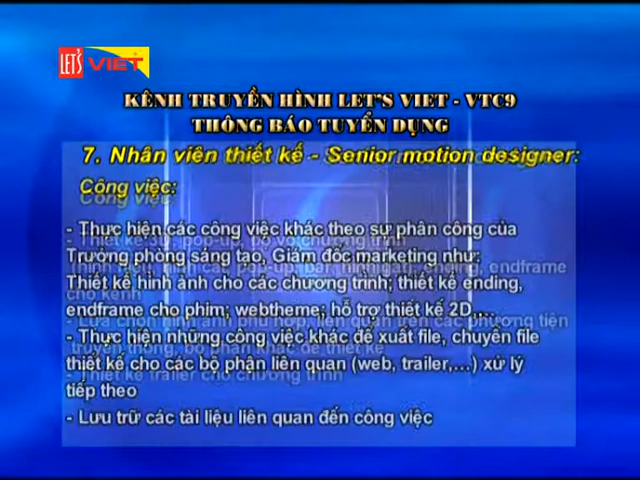 LET'S VIET
KÊNH TRUYỀN HÌNH LET'S VIET - VTC9
THÔNG BÁO TUYỂN DỤNG
7. Nhân viên thiết kế - Senior motion designer:
Công việc:
- Thực hiện các công việc khác theo sự phân công của
Trưởng phòng sáng tạo, Giám đốc marketing như:
Thiết kế hình ảnh cho các chương trình; thiết kế ending,
endframe cho phim; webtheme; hỗ trợ thiết kế 2D,...
- Thực hiện những công việc khác để xuất file, chuyển file
thiết kế cho các bộ phận liên quan (web, trailer,...) xử lý
tiếp theo
- Lưu trữ các tài liệu liên quan đến công việc